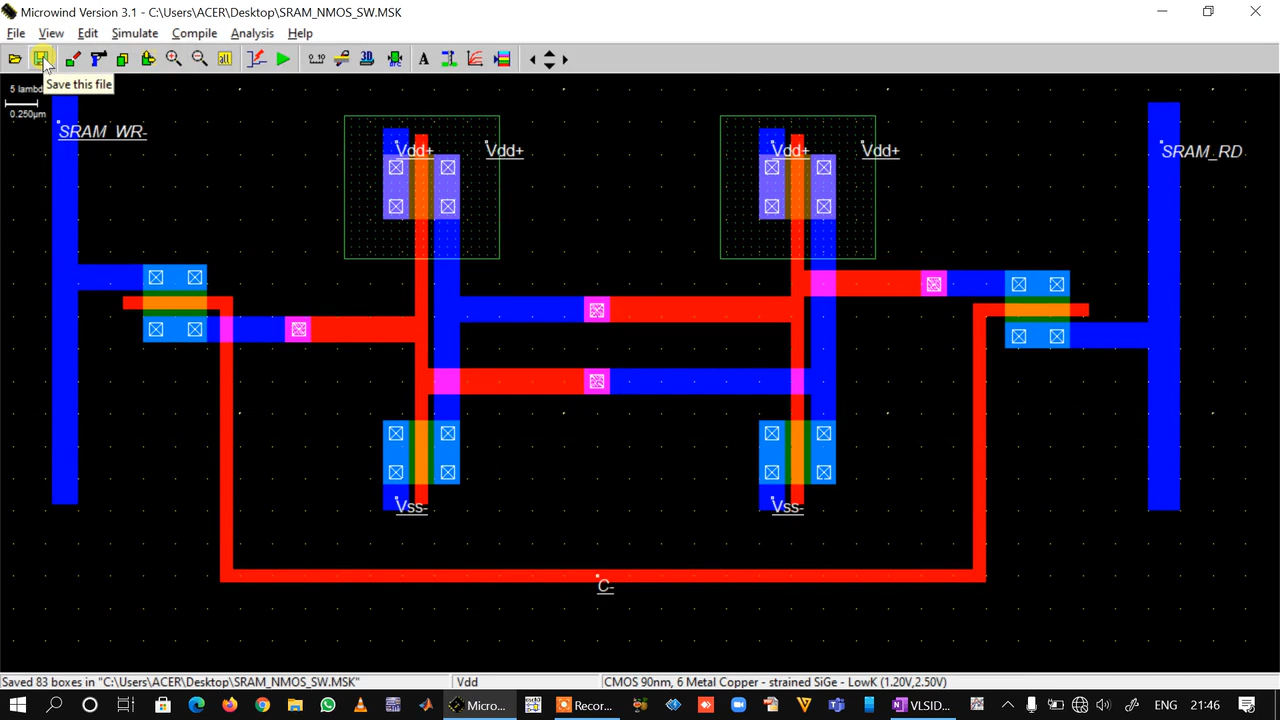 Microwind Version 3.1 - C:\Users\ACER\Desktop\SRAM_NMOS_SW.MSK
File View Edit Simulate Compile Analysis Help
Save this file
5 lambd
0.250µm
SRAM_WR-
Vdd+
Vdd+
Vdd+
Vdd+
SRAM_RD
Vss-
Vss-
C-
Saved 83 boxes in "C:\Users\ACER\Desktop\SRAM_NMOS_SW.MSK"
Vdd
CMOS 90nm, 6 Metal Copper - strained SiGe - LowK (1.20V,2.50V)
Micro...
Recor...
VLSID...
ENG
21:46